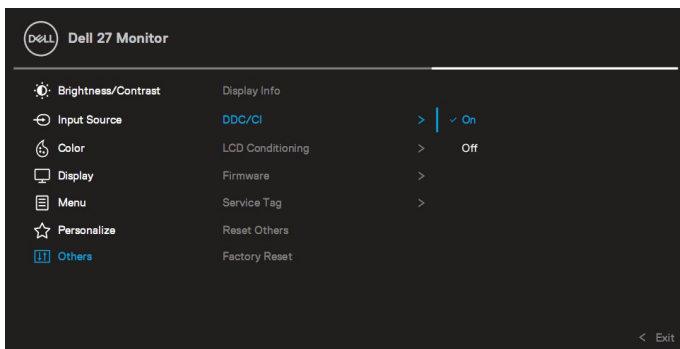 DELL Dell 27 Monitor
Brightness/Contrast Display Info
Input Source DDC/CI > ✓ On
Color LCD Conditioning > Off
Display Firmware >
Menu Service Tag >
Personalize Reset Others
Others Factory Reset
< Exit